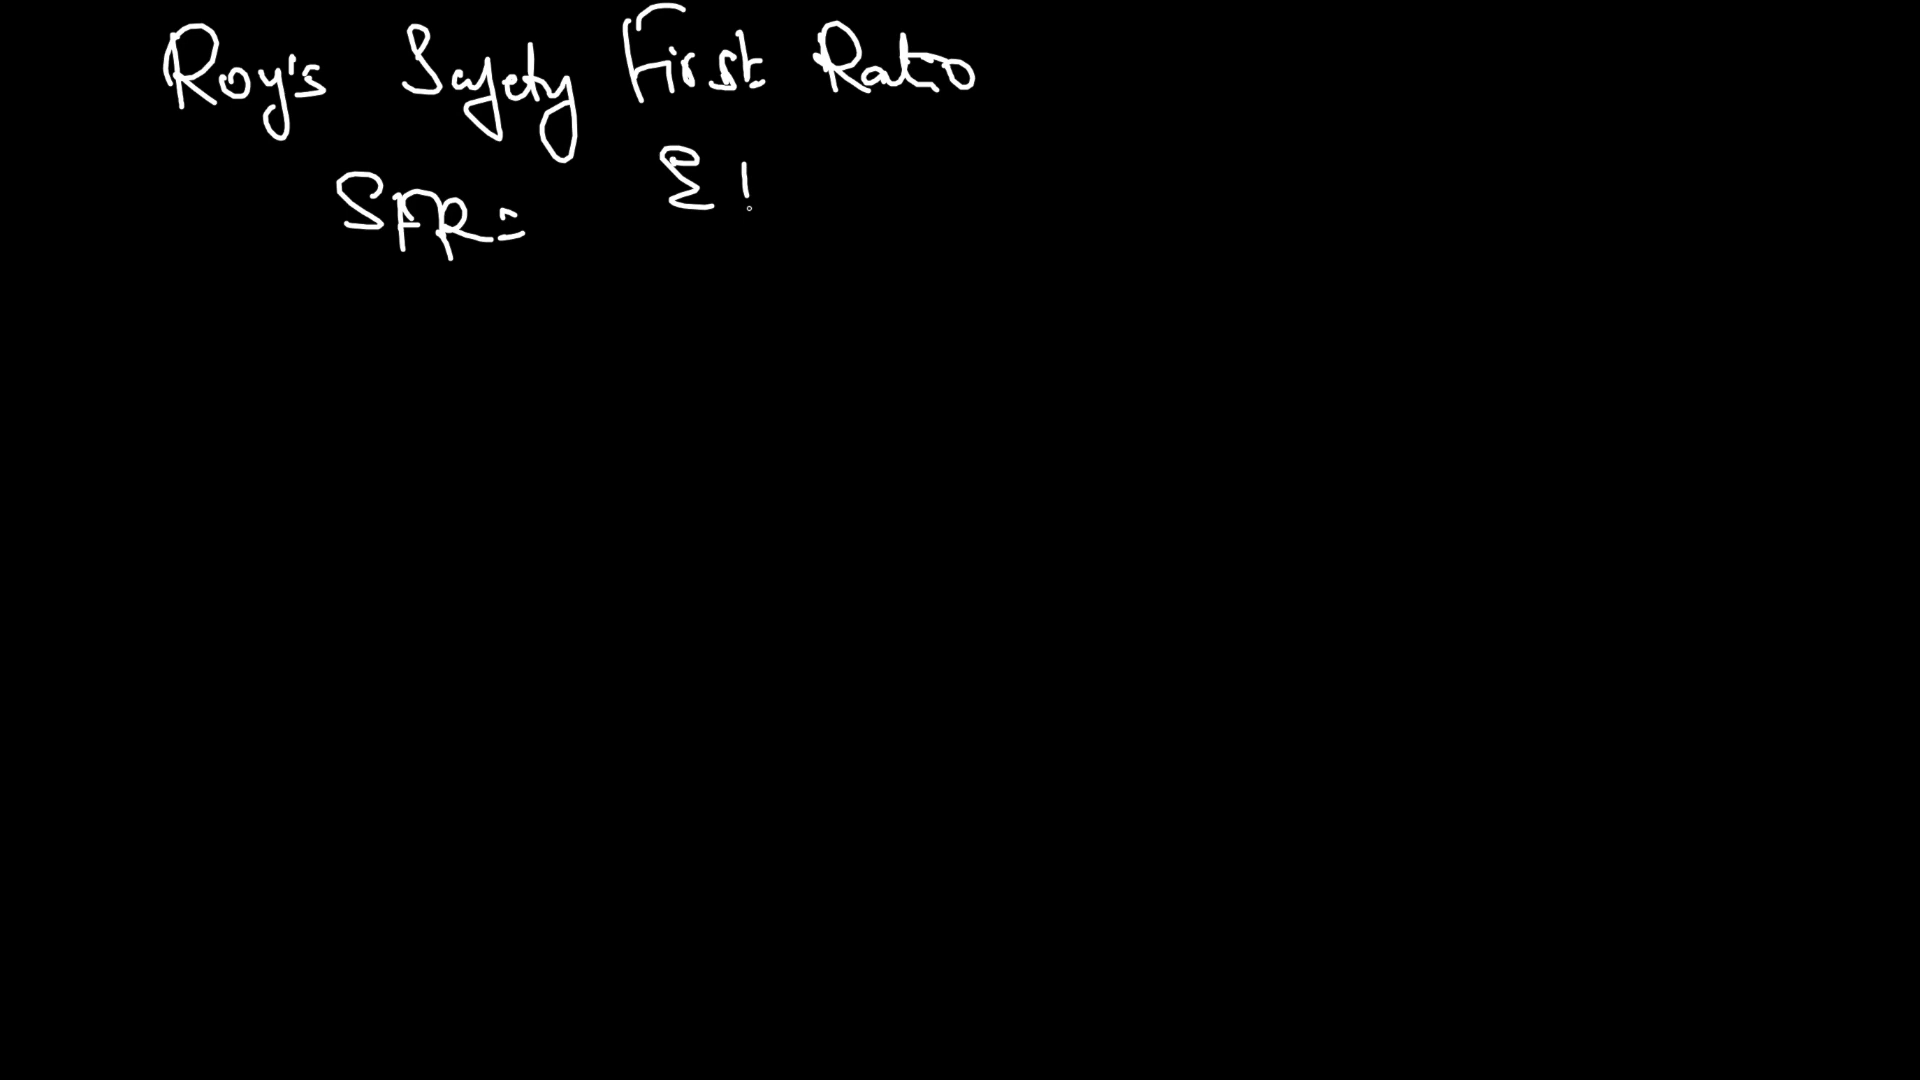 Roy's Safety First Ratio
SFR = Σ !